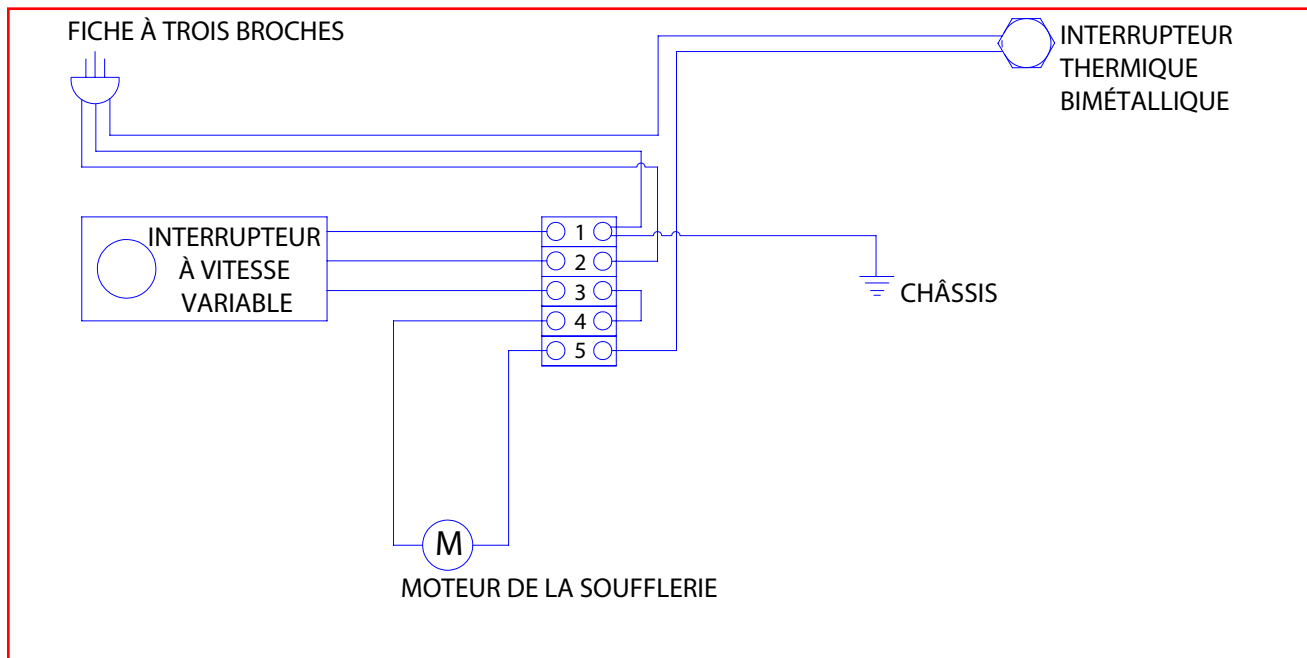 FICHE À TROIS BROCHES
INTERRUPTEUR
THERMIQUE
BIMÉTALLIQUE
INTERRUPTEUR
À VITESSE
VARIABLE
1
2
3
4
5
CHÂSSIS
M
MOTEUR DE LA SOUFFLERIE